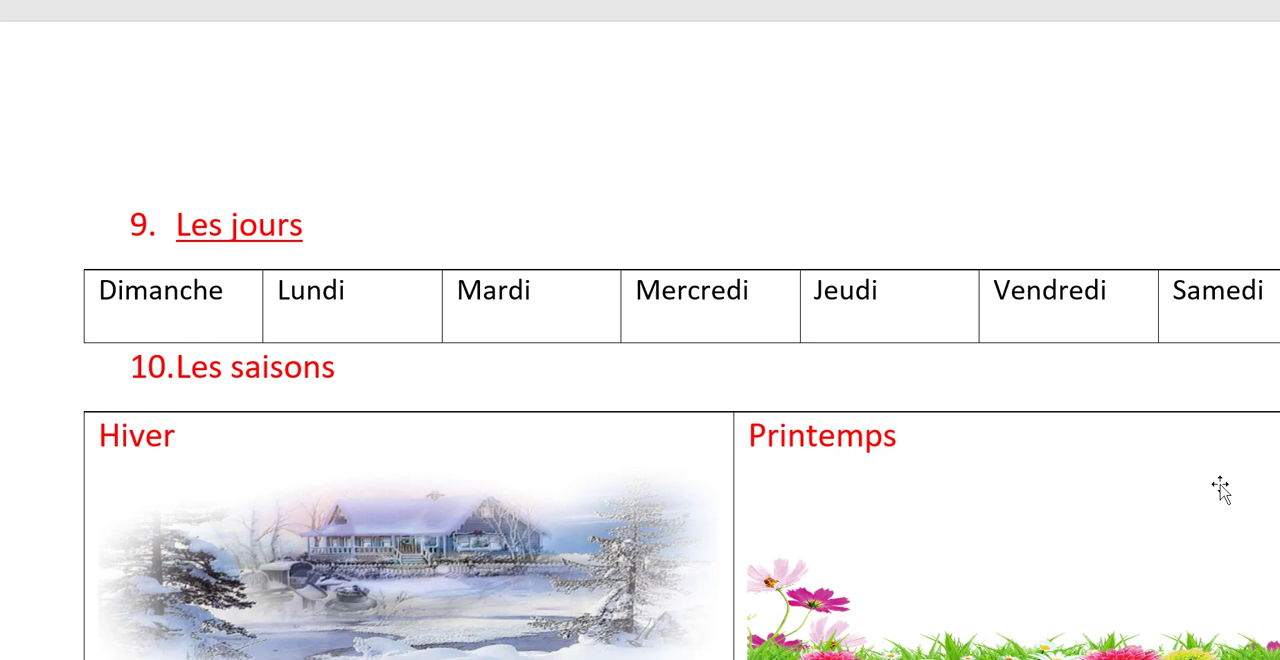 9. Les jours
Dimanche Lundi Mardi Mercredi Jeudi Vendredi Samedi
10.Les saisons
Hiver Printemps